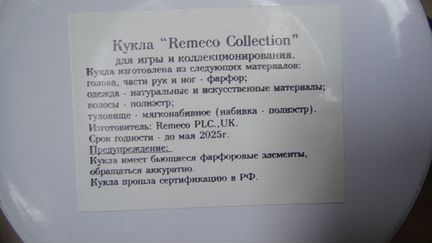 Кукла “Remeco Collection”
для игры и коллекционирования.
Кукла изготовлена из следующих материалов:
голова, части рук и ног - фарфор;
одежда - натуральные и искусственные материалы;
волосы - полиэстр;
туловище - мягконабивное (набивка - полиэстр).
Изготовитель: Remeco PLC.,UK.
Срок годности - до мая 2025г.
Предупреждение:
Кукла имеет бьющиеся фарфоровые элементы,
обращаться аккуратно.
Кукла прошла сертификацию в РФ.